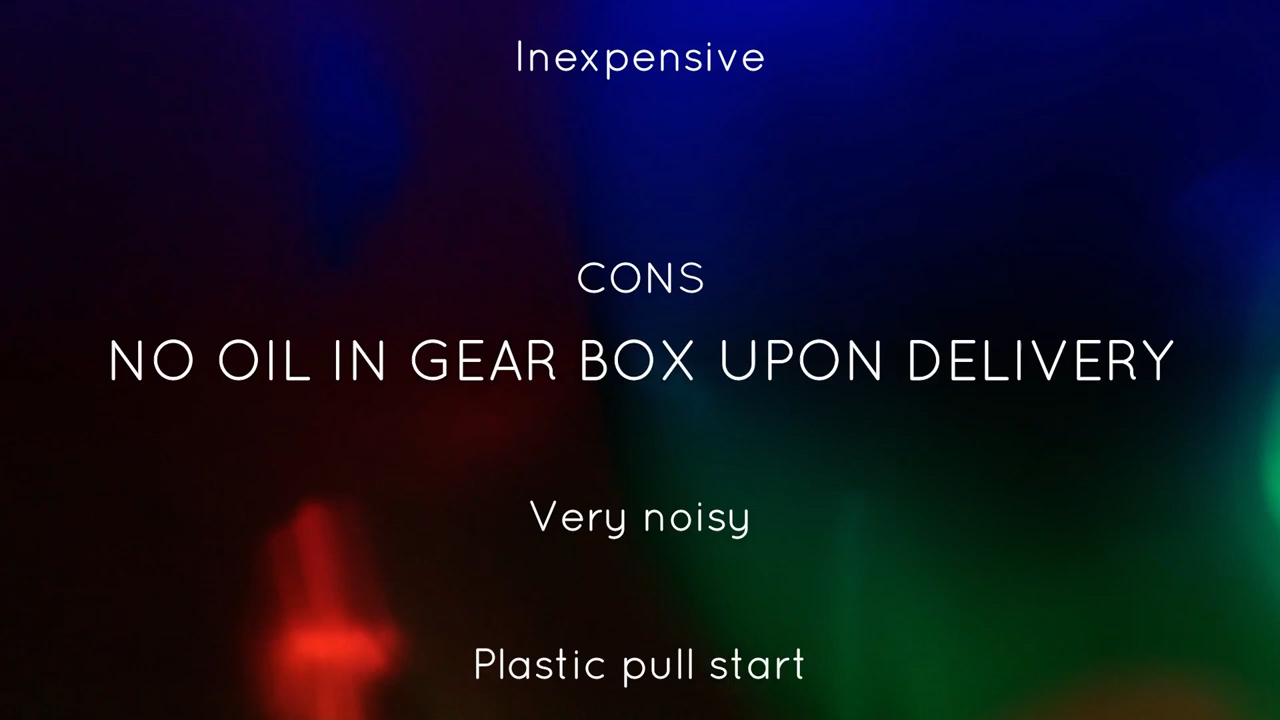 Inexpensive
CONS
NO OIL IN GEAR BOX UPON DELIVERY
Very noisy
Plastic pull start